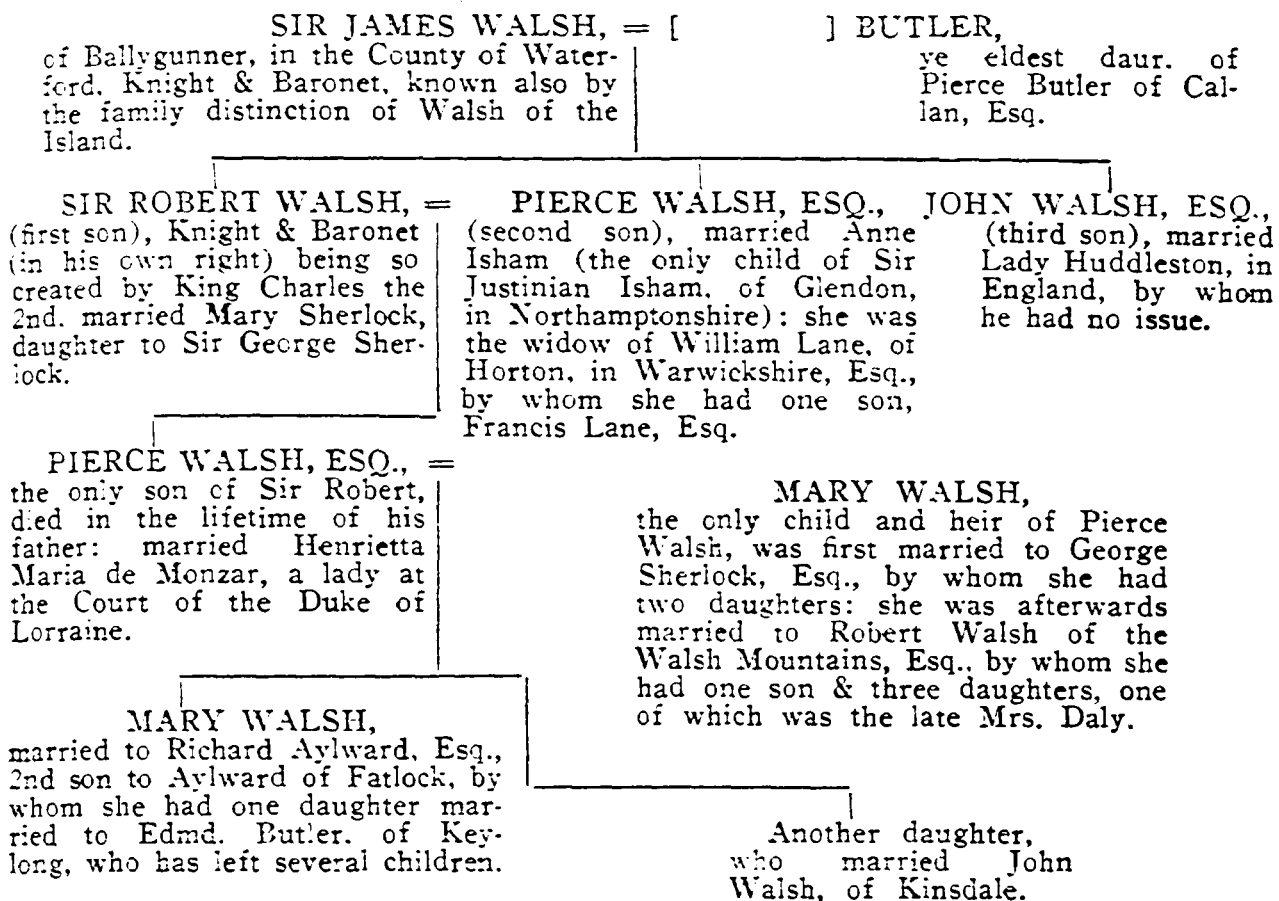 SIR JAMES WALSH, = [ ] BUTLER,
of Ballygunner, in the County of Water-
ford. Knight & Baronet, known also by
the family distinction of Walsh of the
Island.
ye eldest daur. of
Pierce Butler of Cal-
lan, Esq.
SIR ROBERT WALSH, =
(first son), Knight & Baronet
(in his own right) being so
created by King Charles the
2nd. married Mary Sherlock,
daughter to Sir George Sher-
lock.
PIERCE WALSH, ESQ.,
(second son), married Anne
Isham (the only child of Sir
Justinian Isham, of Glendon,
in Northamptonshire): she was
the widow of William Lane, of
Horton, in Warwickshire, Esq.,
by whom she had one son,
Francis Lane, Esq.
JOHN WALSH, ESQ.,
(third son), married
Lady Huddleston, in
England, by whom
he had no issue.
PIERCE WALSH, ESQ., =
the only son of Sir Robert,
died in the lifetime of his
father: married Henrietta
Maria de Monzar, a lady at
the Court of the Duke of
Lorraine.
MARY WALSH,
the only child and heir of Pierce
Walsh, was first married to George
Sherlock, Esq., by whom she had
two daughters: she was afterwards
married to Robert Walsh of the
Walsh Mountains, Esq., by whom she
had one son & three daughters, one
of which was the late Mrs. Daly.
MARY WALSH,
married to Richard Aylward, Esq.,
2nd son to Aylward of Fatlock, by
whom she had one daughter mar-
ried to Edmd. Butler. of Key-
long, who has left several children.
Another daughter,
who married John
Walsh, of Kinsdale.